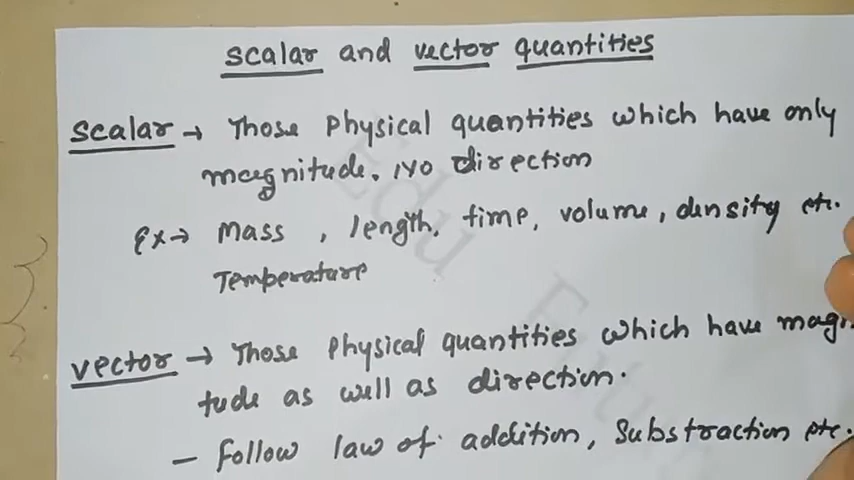 scalar and vector quantities
scalar → Those Physical quantities which have only
magnitude. No direction
Ex → Mass , length, time, volume, density etc.
Temperature
vector → Those Physical quantities which have magni
tude as well as direction.
- Follow law of addition, Substraction etc.
Edu